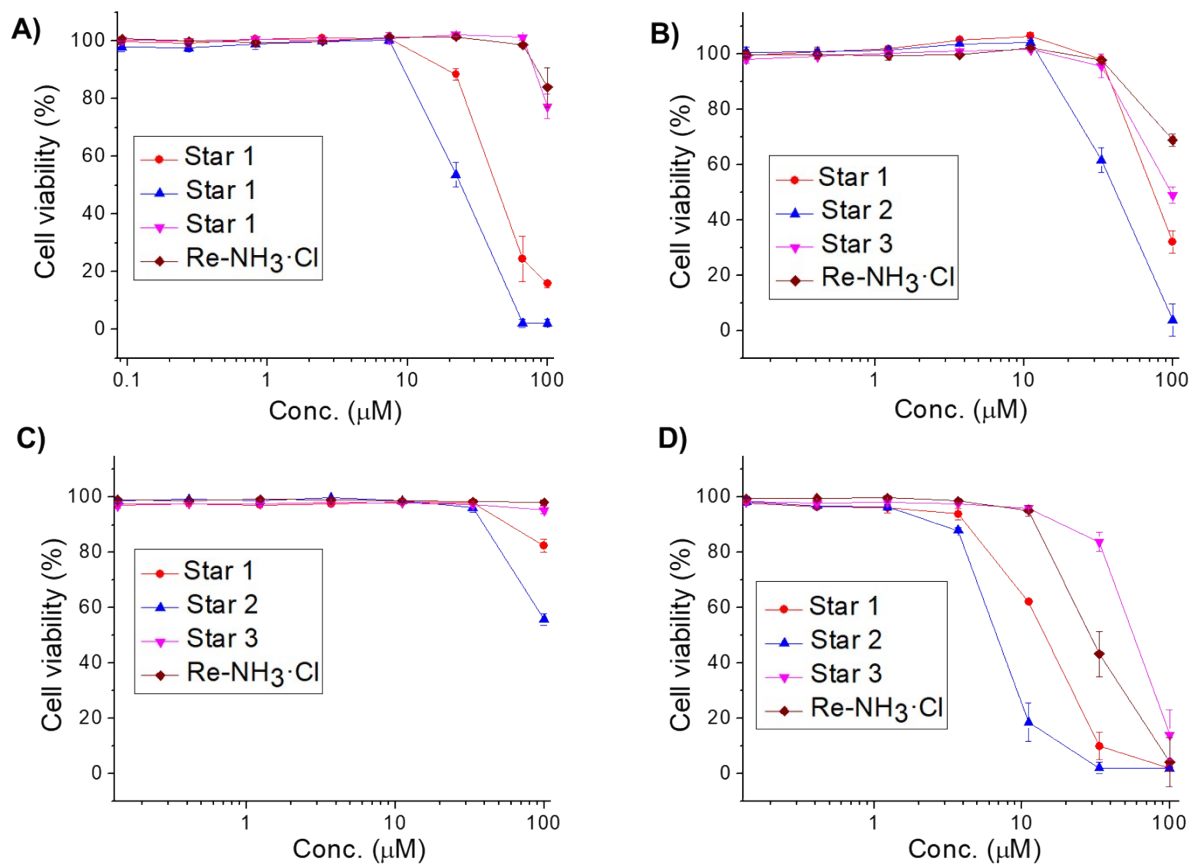 A)
Cell viability (%)
100
80
60
40
20
0
Star 1
Star 1
Star 1
Re-NH3·Cl
0.1
1
10
100
Conc. (μM)
B)
Cell viability (%)
100
80
60
40
20
0
Star 1
Star 2
Star 3
Re-NH3·Cl
1
10
100
Conc. (μM)
C)
Cell viability (%)
100
80
60
40
20
0
Star 1
Star 2
Star 3
Re-NH3·Cl
1
10
100
Conc. (μM)
D)
Cell viability (%)
100
80
60
40
20
0
Star 1
Star 2
Star 3
Re-NH3·Cl
1
10
100
Conc. (μM)